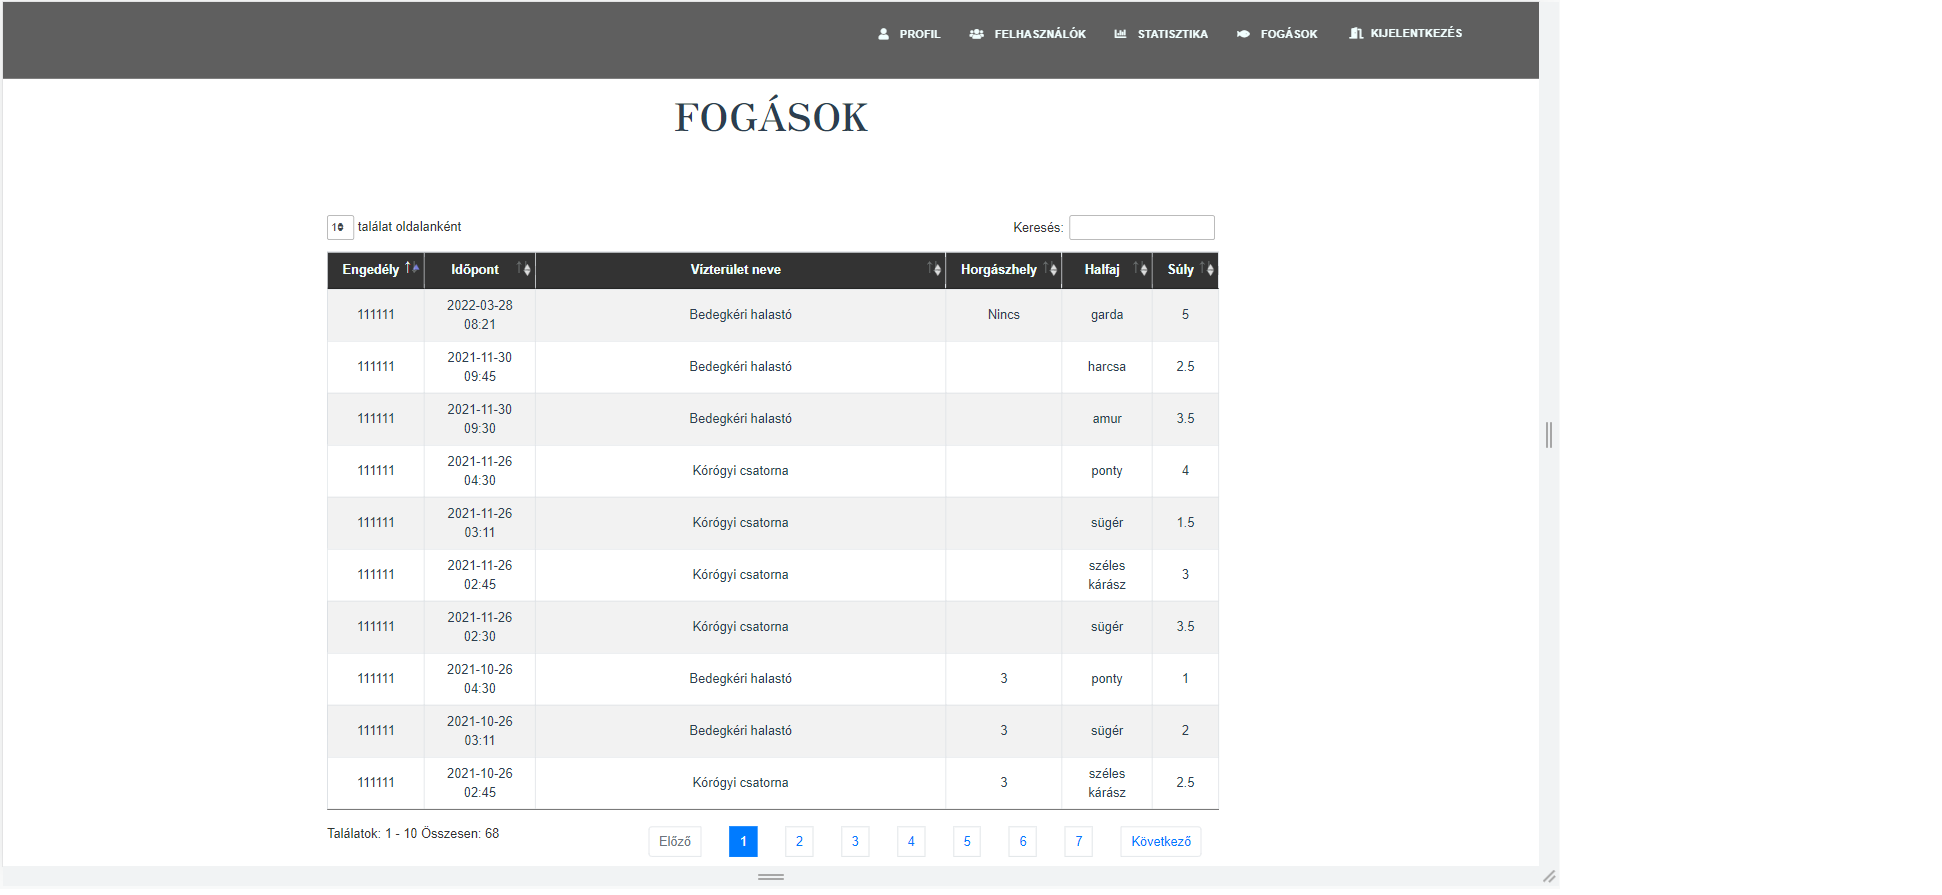 PROFIL FELHASZNÁLÓK STATISZTIKA FOGÁSOK KIJELENTKEZÉS
FOGÁSOK
találat oldalanként Keresés:
Engedély Időpont Vízterület neve Horgászhely Halfaj Súly
111111 2022-03-28 08:21 Bedegkéri halastó Nincs garda 5
111111 2021-11-30 09:45 Bedegkéri halastó harcsa 2.5
111111 2021-11-30 09:30 Bedegkéri halastó amur 3.5
111111 2021-11-26 04:30 Kórógyi csatorna ponty 4
111111 2021-11-26 03:11 Kórógyi csatorna sügér 1.5
111111 2021-11-26 02:45 Kórógyi csatorna széles kárász 3
111111 2021-11-26 02:30 Kórógyi csatorna sügér 3.5
111111 2021-10-26 04:30 Bedegkéri halastó 3 ponty 1
111111 2021-10-26 03:11 Bedegkéri halastó 3 sügér 2
111111 2021-10-26 02:45 Kórógyi csatorna 3 széles kárász 2.5
Találatok: 1 - 10 Összesen: 68 Előző 1 2 3 4 5 6 7 Következő